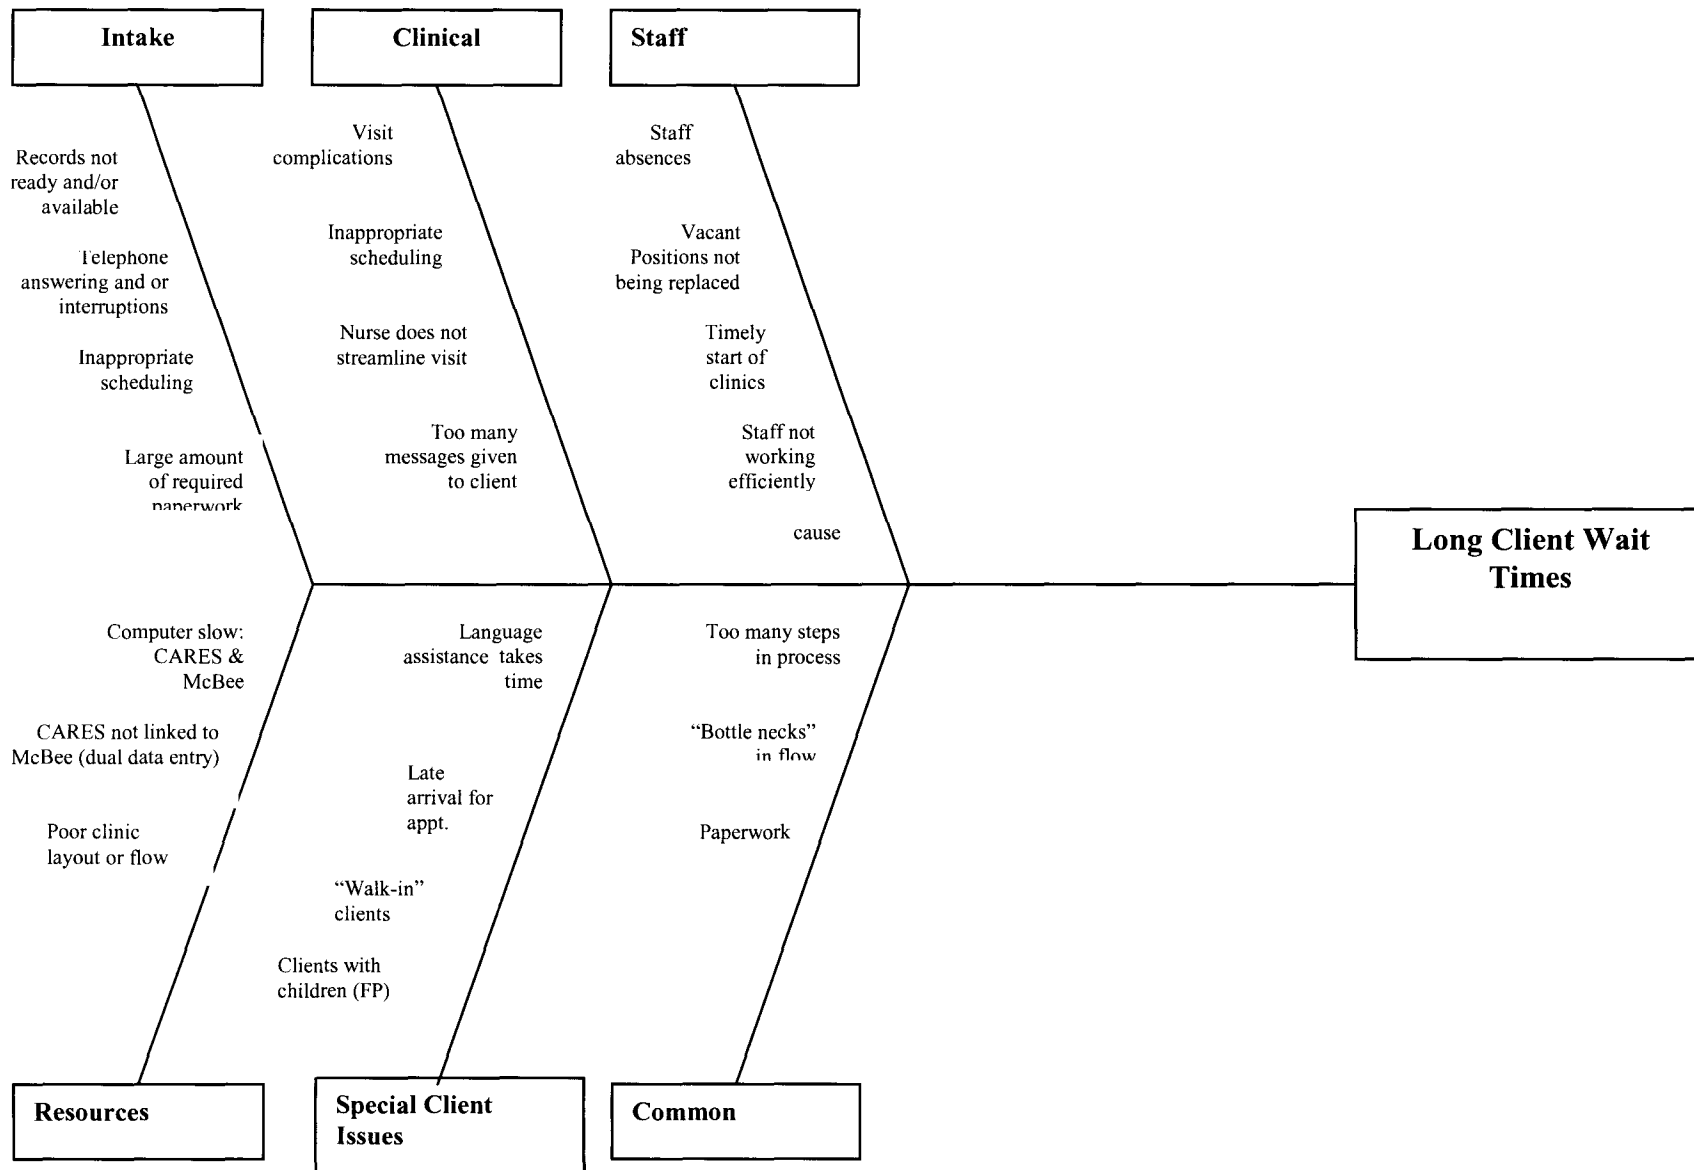 Intake
Clinical
Staff
Records not
ready and/or
available
Telephone
answering and or
interruptions
Inappropriate
scheduling
Large amount
of required
paperwork
Visit
complications
Inappropriate
scheduling
Nurse does not
streamline visit
Too many
messages given
to client
Staff
absences
Vacant
Positions not
being replaced
Timely
start of
clinics
Staff not
working
efficiently
cause
Long Client Wait
Times
Computer slow:
CARES &
McBee
CARES not linked to
McBee (dual data entry)
Poor clinic
layout or flow
Language
assistance takes
time
Late
arrival for
appt.
“Walk-in”
clients
Clients with
children (FP)
Too many steps
in process
“Bottle necks”
in flow
Paperwork
Resources
Special Client
Issues
Common